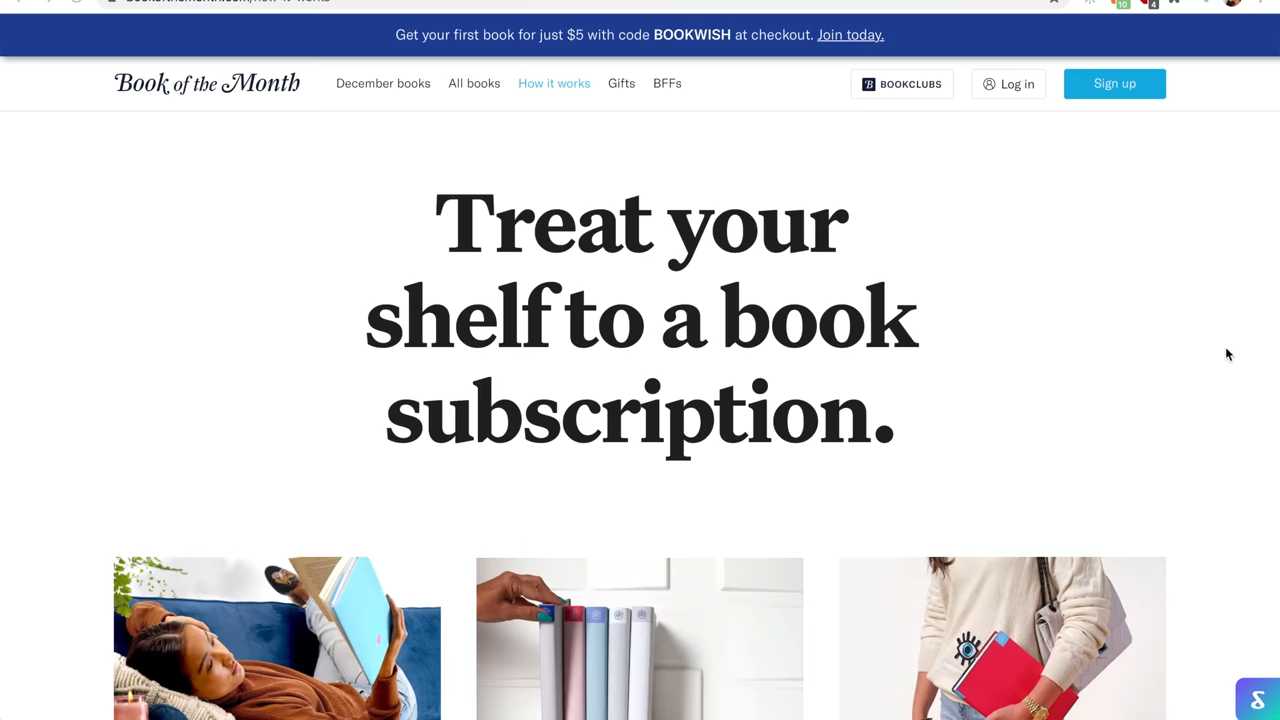 Get your first book for just $5 with code BOOKWISH at checkout. Join today.
Book of the Month December books All books How it works Gifts BFFs BOOKCLUBS Log in Sign up
Treat your
shelf to a book
subscription.
10
4